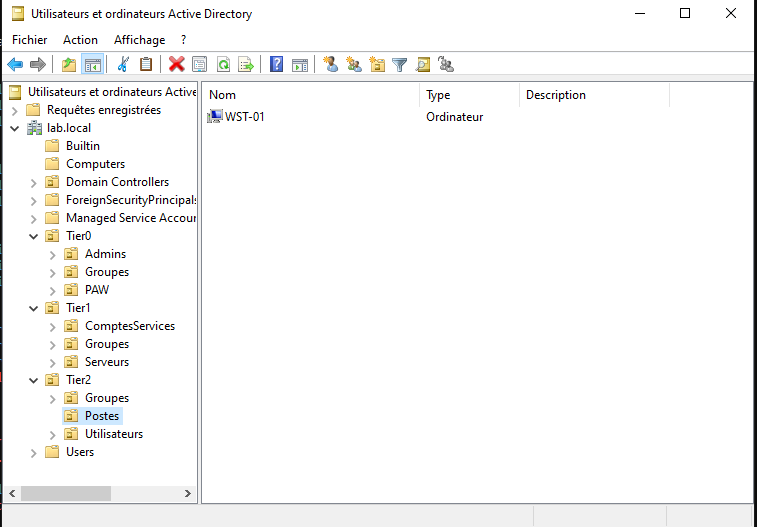 Utilisateurs et ordinateurs Active Directory
Fichier Action Affichage ?
Utilisateurs et ordinateurs Active
Requêtes enregistrées
lab.local
Builtin
Computers
Domain Controllers
ForeignSecurityPrincipals
Managed Service Accour
Tier0
Admins
Groupes
PAW
Tier1
ComptesServices
Groupes
Serveurs
Tier2
Groupes
Postes
Utilisateurs
Users
Nom Type Description
WST-01 Ordinateur